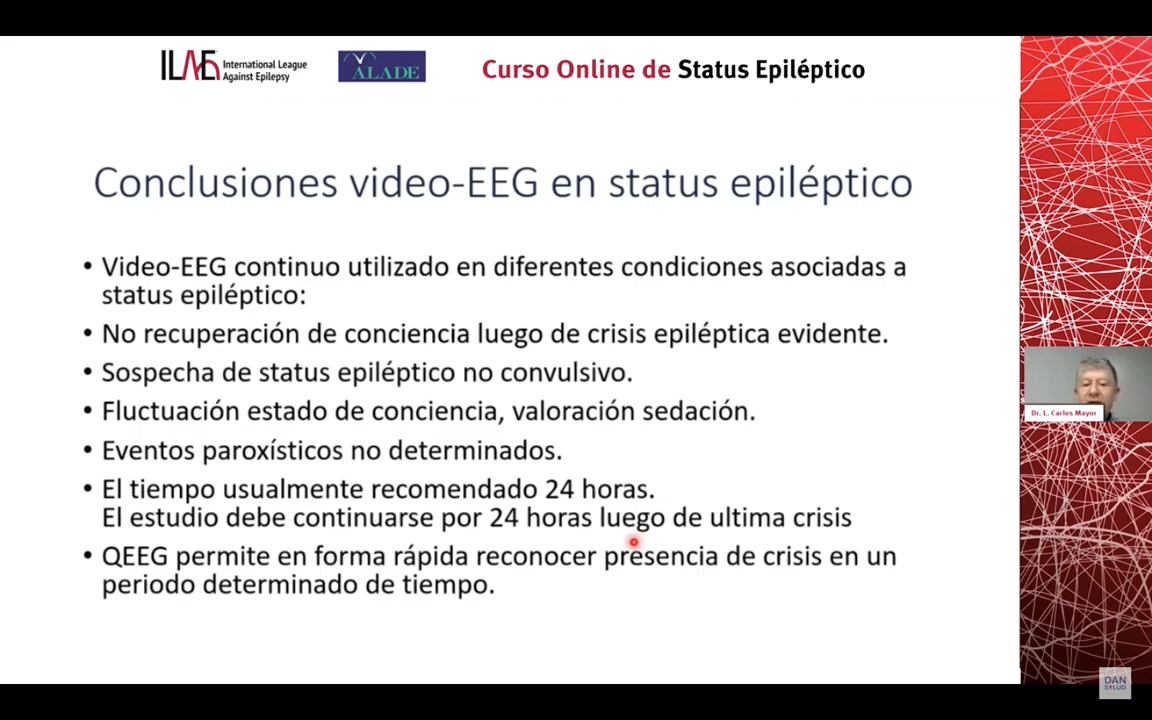 ILAE International League
Against Epilepsy
ALADE
Curso Online de Status Epiléptico
Conclusiones video-EEG en status epiléptico
• Video-EEG continuo utilizado en diferentes condiciones asociadas a
status epiléptico:
• No recuperación de conciencia luego de crisis epiléptica evidente.
• Sospecha de status epiléptico no convulsivo.
• Fluctuación estado de conciencia, valoración sedación.
• Eventos paroxísticos no determinados.
• El tiempo usualmente recomendado 24 horas.
El estudio debe continuarse por 24 horas luego de ultima crisis
• QEEG permite en forma rápida reconocer presencia de crisis en un
periodo determinado de tiempo.
Dr. L. Carlos Mayor
DAN
SALUD